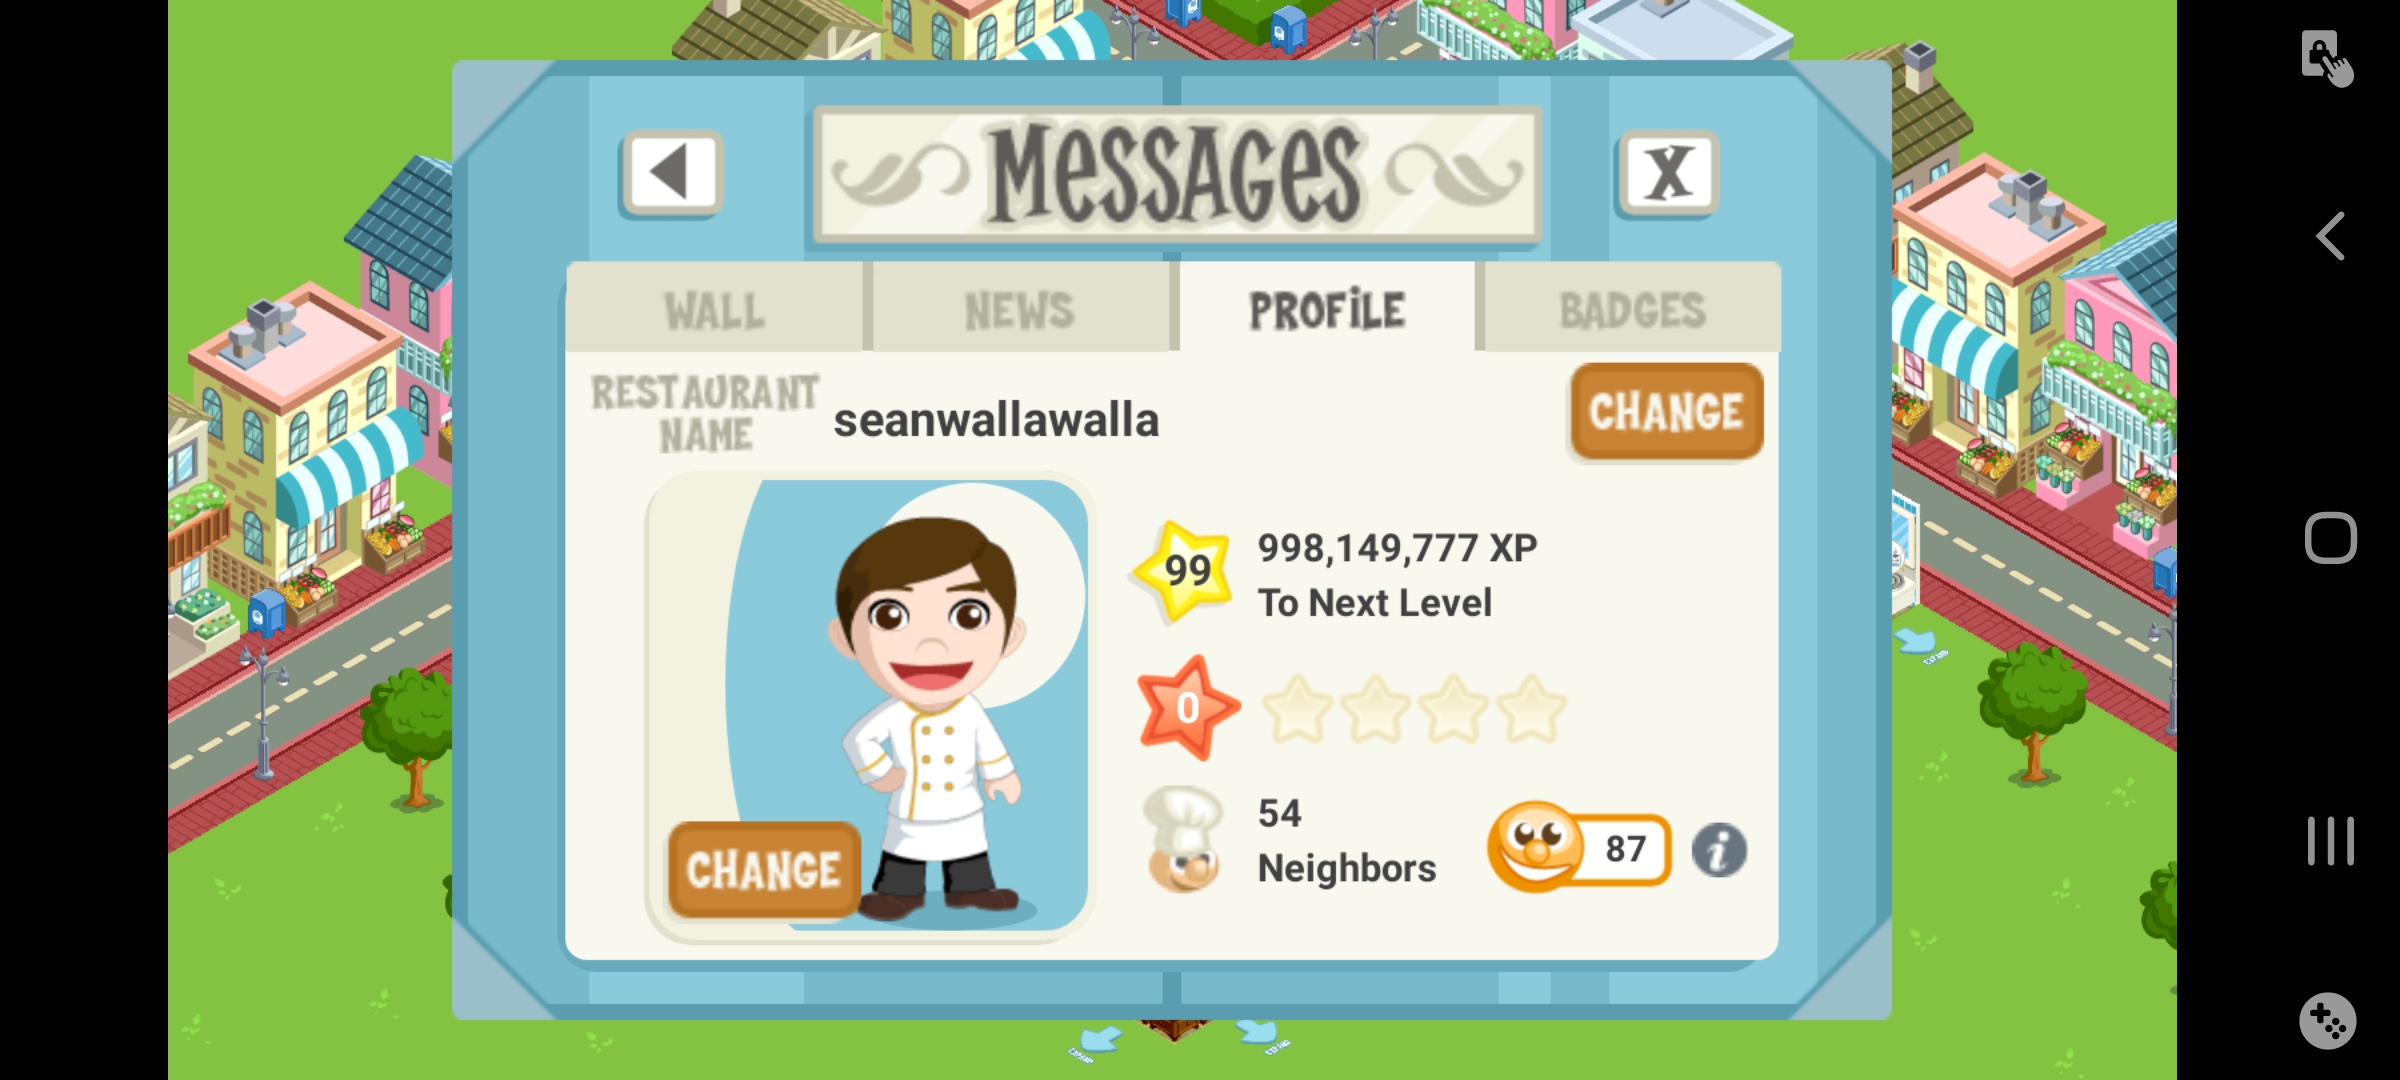 Messages
X
WALL
NEWS
PROFILE
BADGES
RESTAURANT
NAME
seanwallawalla
CHANGE
99
998,149,777 XP
To Next Level
0
54
Neighbors
87
i
CHANGE